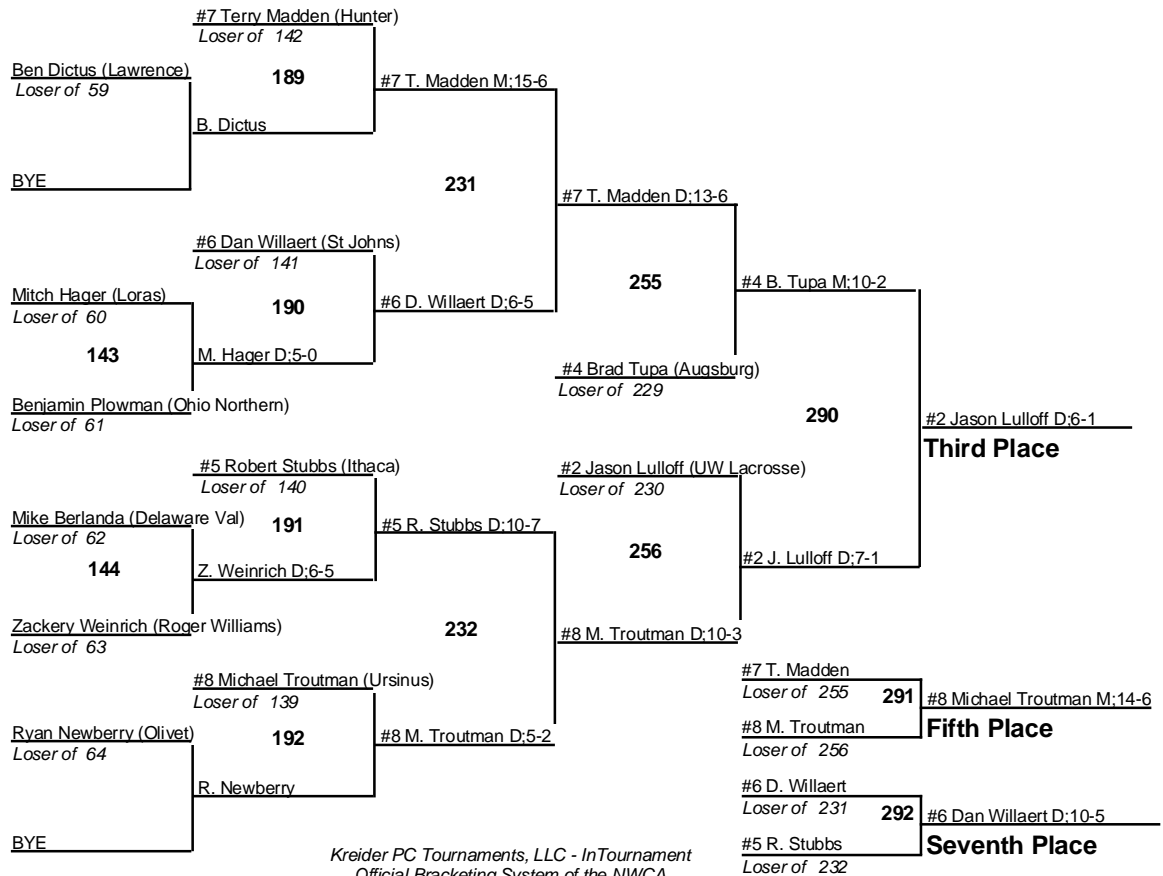 #7 Terry Madden (Hunter)
Loser of 142
Ben Dictus (Lawrence)
Loser of 59
189
#7 T. Madden M;15-6
B. Dictus
BYE
231
#7 T. Madden D;13-6
#6 Dan Willaert (St Johns)
Loser of 141
Mitch Hager (Loras)
Loser of 60
190
#6 D. Willaert D;6-5
255
#4 B. Tupa M;10-2
143
M. Hager D;5-0
#4 Brad Tupa (Augsburg)
Loser of 229
Benjamin Plowman (Ohio Northern)
Loser of 61
290
#2 Jason Lulloff D;6-1
Third Place
#5 Robert Stubbs (Ithaca)
Loser of 140
#2 Jason Lulloff (UW Lacrosse)
Loser of 230
Mike Berlanda (Delaware Val)
Loser of 62
191
#5 R. Stubbs D;10-7
256
#2 J. Lulloff D;7-1
144
Z. Weinrich D;6-5
Zackery Weinrich (Roger Williams)
Loser of 63
232
#8 M. Troutman D;10-3
#8 Michael Troutman (Ursinus)
Loser of 139
#7 T. Madden
Loser of 255
291
#8 Michael Troutman M;14-6
Fifth Place
Ryan Newberry (Olivet)
Loser of 64
192
#8 M. Troutman D;5-2
#8 M. Troutman
Loser of 256
R. Newberry
#6 D. Willaert
Loser of 231
292
#6 Dan Willaert D;10-5
Seventh Place
BYE
#5 R. Stubbs
Loser of 232
Kreider PC Tournaments, LLC - InTournament
Official Bracketing System of the NWCA